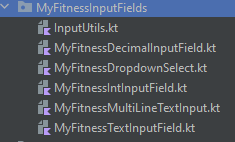 MyFitnessInputFields
InputUtils.kt
MyFitnessDecimalInputField.kt
MyFitnessDropdownSelect.kt
MyFitnessIntInputField.kt
MyFitnessMultiLineTextInput.kt
MyFitnessTextInputField.kt